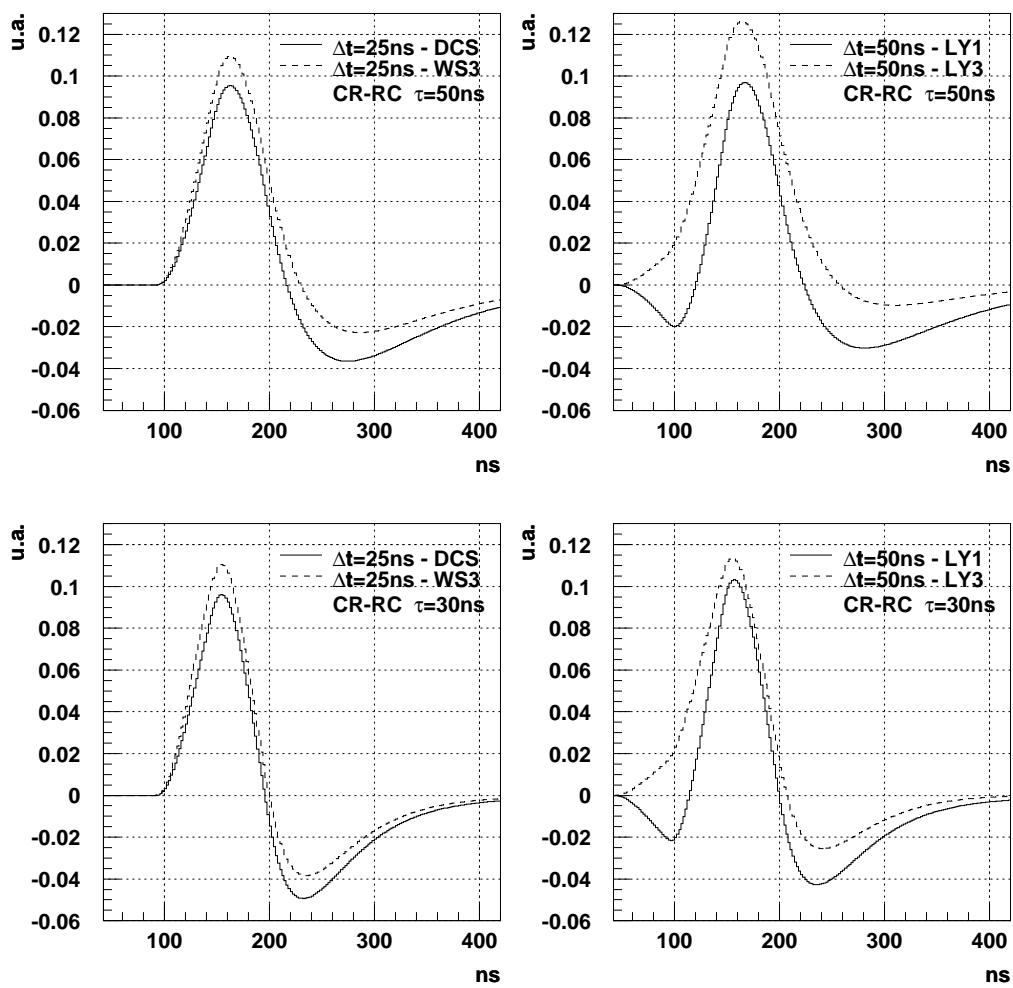 u.a.
0.12
0.1
0.08
0.06
0.04
0.02
0
-0.02
-0.04
-0.06
Δt=25ns - DCS
Δt=25ns - WS3
CR-RC τ=50ns
100 200 300 400
ns
u.a.
0.12
0.1
0.08
0.06
0.04
0.02
0
-0.02
-0.04
-0.06
Δt=50ns - LY1
Δt=50ns - LY3
CR-RC τ=50ns
100 200 300 400
ns
u.a.
0.12
0.1
0.08
0.06
0.04
0.02
0
-0.02
-0.04
-0.06
Δt=25ns - DCS
Δt=25ns - WS3
CR-RC τ=30ns
100 200 300 400
ns
u.a.
0.12
0.1
0.08
0.06
0.04
0.02
0
-0.02
-0.04
-0.06
Δt=50ns - LY1
Δt=50ns - LY3
CR-RC τ=30ns
100 200 300 400
ns